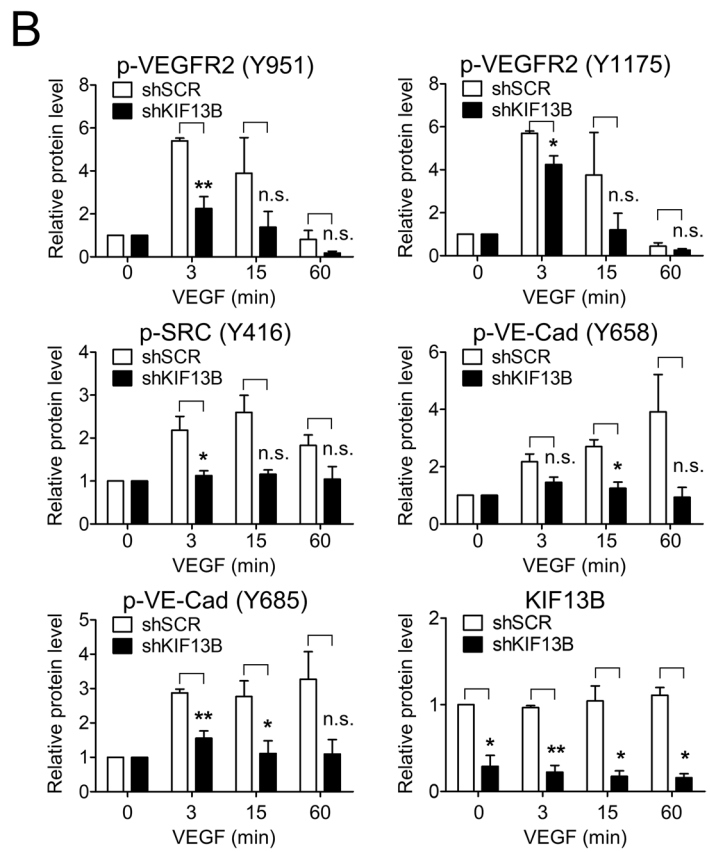 B
p-VEGFR2 (Y951)
Relative protein level
8
6
4
2
0
shSCR
shKIF13B
**
n.s.
n.s.
0 3 15 60
VEGF (min)
p-VEGFR2 (Y1175)
Relative protein level
8
6
4
2
0
shSCR
shKIF13B
*
n.s.
n.s.
0 3 15 60
VEGF (min)
p-SRC (Y416)
Relative protein level
4
3
2
1
0
shSCR
shKIF13B
*
n.s.
n.s.
0 3 15 60
VEGF (min)
p-VE-Cad (Y658)
Relative protein level
6
4
2
0
shSCR
shKIF13B
n.s.
*
n.s.
0 3 15 60
VEGF (min)
p-VE-Cad (Y685)
Relative protein level
5
4
3
2
1
0
shSCR
shKIF13B
**
*
n.s.
0 3 15 60
VEGF (min)
KIF13B
Relative protein level
2
1
0
shSCR
shKIF13B
*
**
*
*
0 3 15 60
VEGF (min)